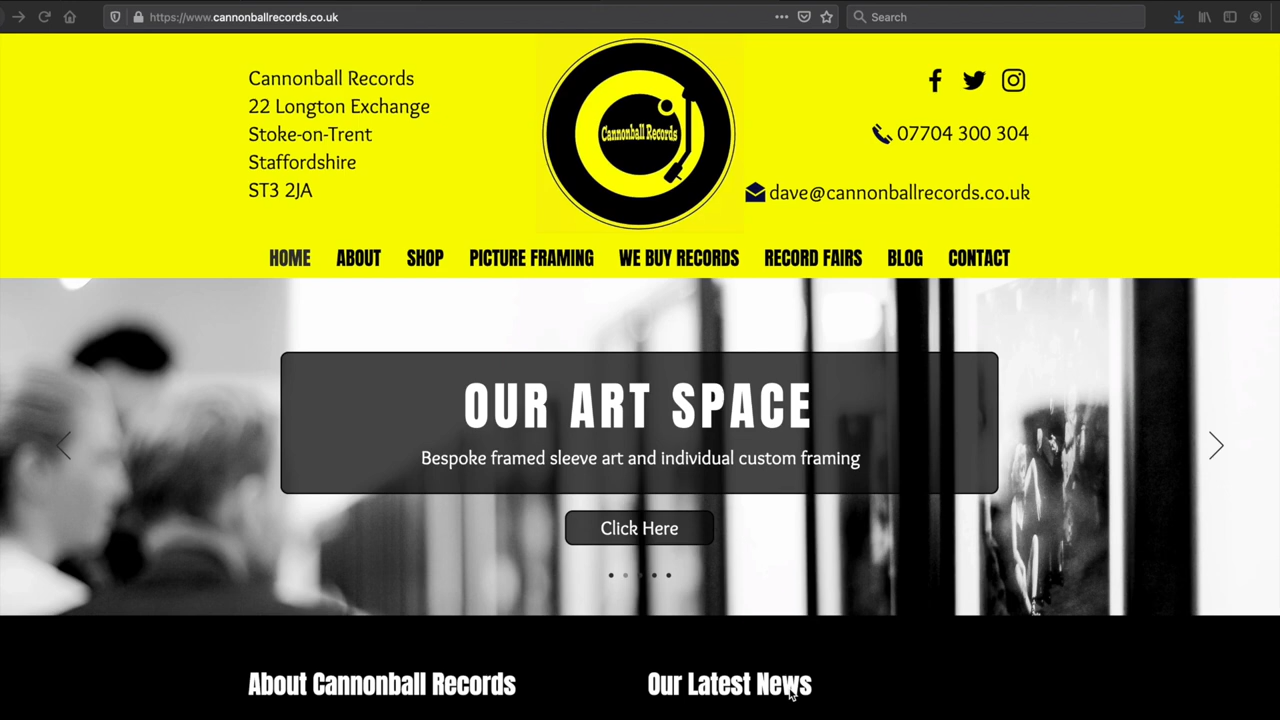 https://www.cannonballrecords.co.uk
Search
Cannonball Records
22 Longton Exchange
Stoke-on-Trent
Staffordshire
ST3 2JA
Cannonball Records
07704 300 304
dave@cannonballrecords.co.uk
HOME ABOUT SHOP PICTURE FRAMING WE BUY RECORDS RECORD FAIRS BLOG CONTACT
OUR ART SPACE
Bespoke framed sleeve art and individual custom framing
Click Here
About Cannonball Records
Our Latest News